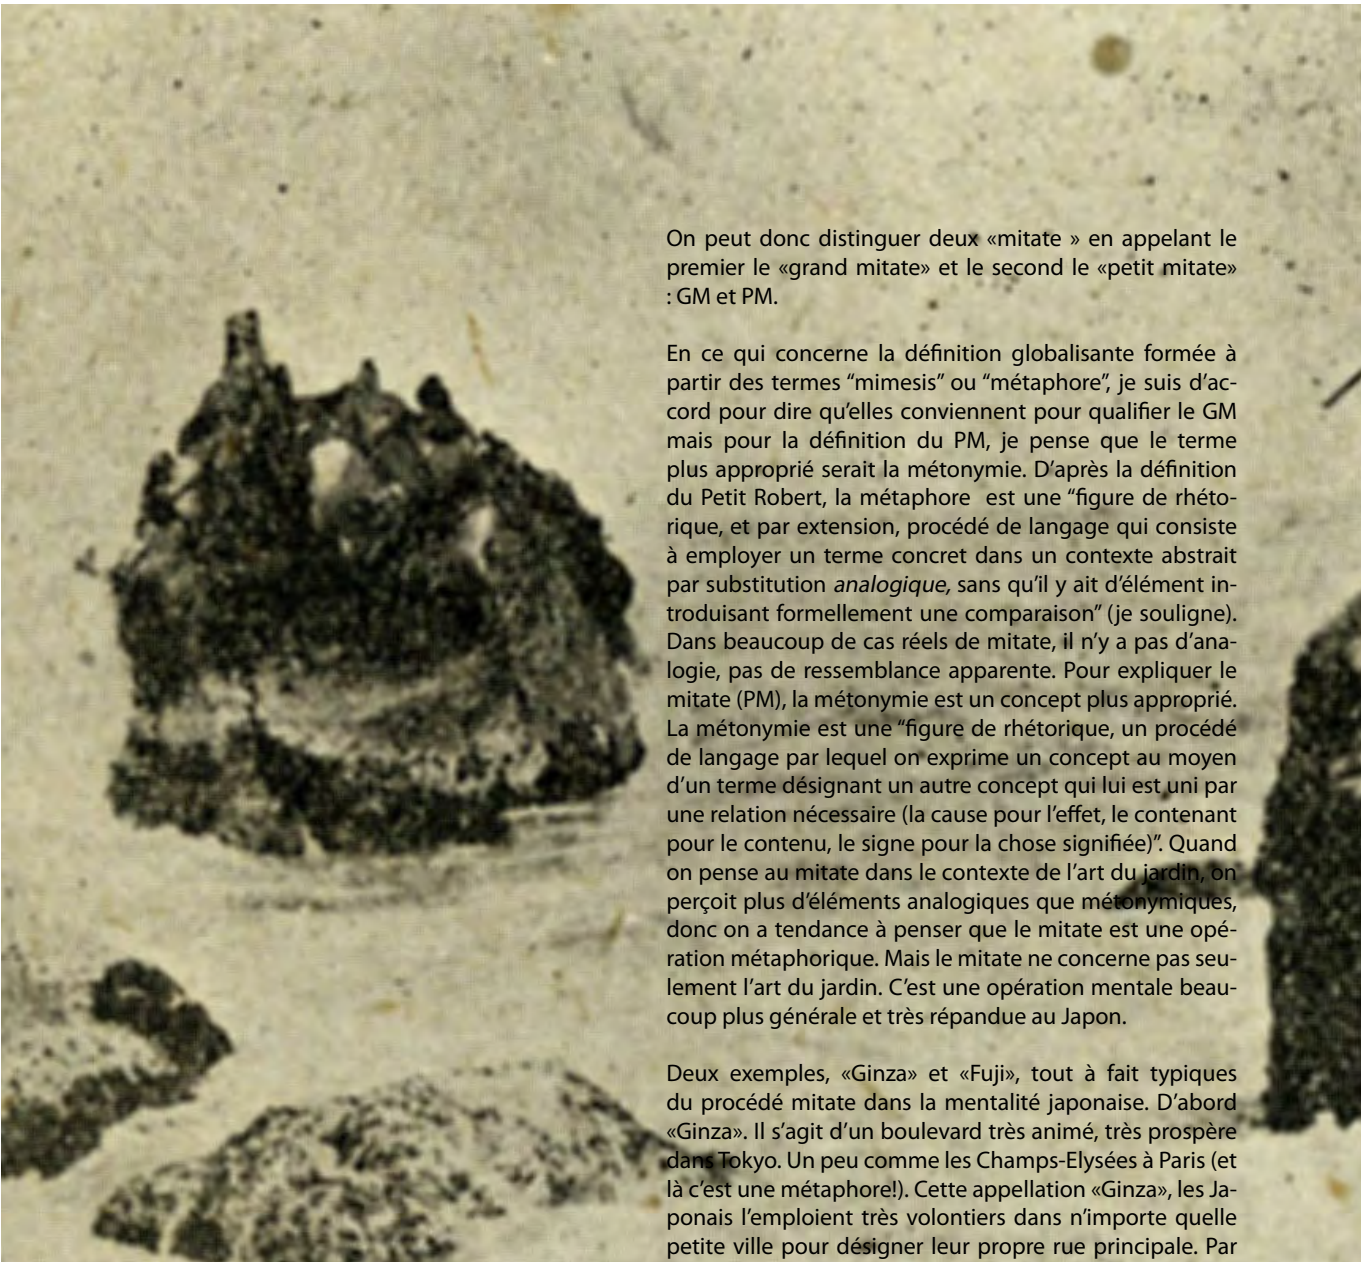 On peut donc distinguer deux «mitate » en appelant le
premier le «grand mitate» et le second le «petit mitate»
: GM et PM.
En ce qui concerne la définition globalisante formée à
partir des termes “mimesis” ou “métaphore”, je suis d’ac-
cord pour dire qu’elles conviennent pour qualifier le GM
mais pour la définition du PM, je pense que le terme
plus approprié serait la métonymie. D’après la définition
du Petit Robert, la métaphore  est une “figure de rhéto-
rique, et par extension, procédé de langage qui consiste
à employer un terme concret dans un contexte abstrait
par substitution analogique, sans qu’il y ait d’élément in-
troduisant formellement une comparaison” (je souligne).
Dans beaucoup de cas réels de mitate, il n’y a pas d’ana-
logie, pas de ressemblance apparente. Pour expliquer le
mitate (PM), la métonymie est un concept plus approprié.
La métonymie est une “figure de rhétorique, un procédé
de langage par lequel on exprime un concept au moyen
d’un terme désignant un autre concept qui lui est uni par
une relation nécessaire (la cause pour l’effet, le contenant
pour le contenu, le signe pour la chose signifiée)”. Quand
on pense au mitate dans le contexte de l’art du jardin, on
perçoit plus d’éléments analogiques que métonymiques,
donc on a tendance à penser que le mitate est une opé-
ration métaphorique. Mais le mitate ne concerne pas seu-
lement l’art du jardin. C’est une opération mentale beau-
coup plus générale et très répandue au Japon.
Deux exemples, «Ginza» et «Fuji», tout à fait typiques
du procédé mitate dans la mentalité japonaise. D’abord
«Ginza». Il s’agit d’un boulevard très animé, très prospère
dans Tokyo. Un peu comme les Champs-Elysées à Paris (et
là c’est une métaphore!). Cette appellation «Ginza», les Ja-
ponais l’emploient très volontiers dans n’importe quelle
petite ville pour désigner leur propre rue principale. Par